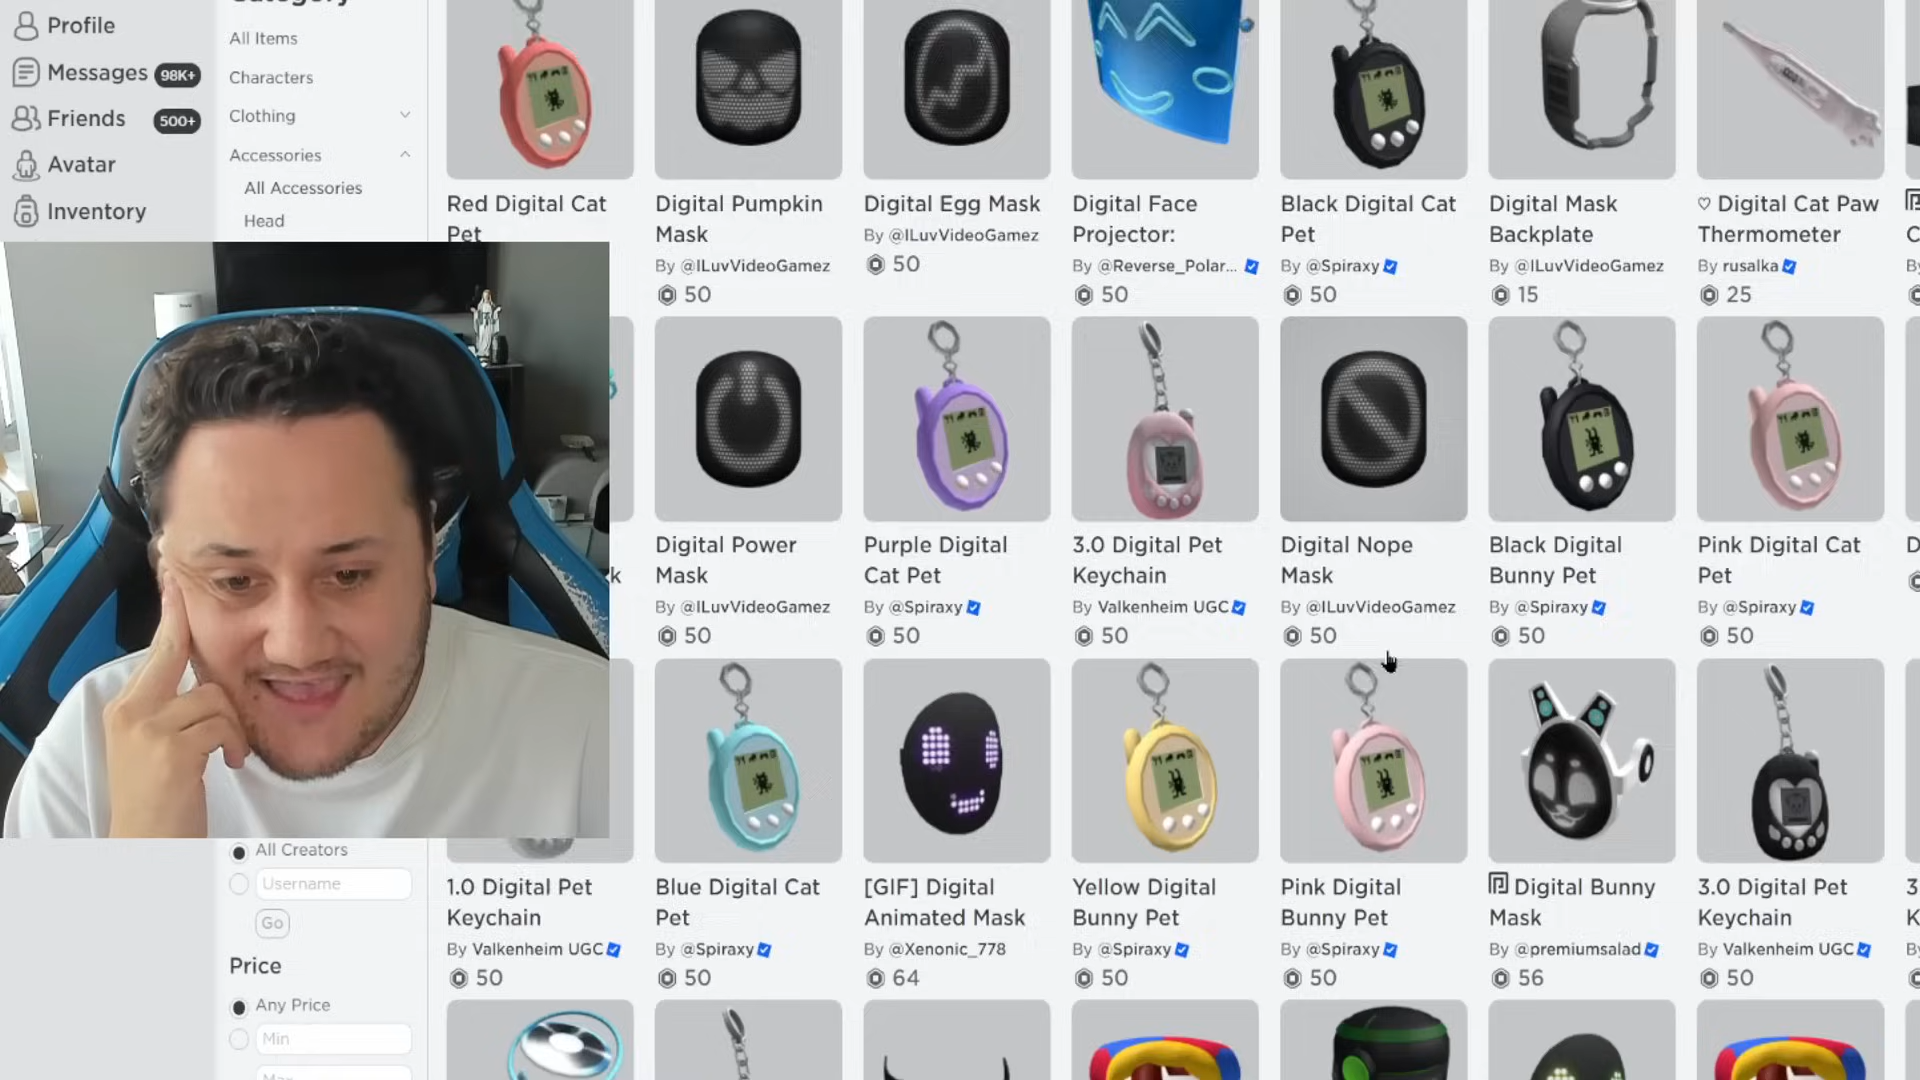 Profile
Messages 98K+
Friends 500+
Avatar
Inventory
All Items
Characters
Clothing
Accessories
All Accessories
Head
Red Digital Cat
Pet
Digital Pumpkin
Mask
By @ILuvVideoGamez
50
Digital Egg Mask
By @ILuvVideoGamez
50
Digital Face
Projector:
By @Reverse_Polar...
50
Black Digital Cat
Pet
By @Spiraxy
50
Digital Mask
Backplate
By @ILuvVideoGamez
15
♡ Digital Cat Paw
Thermometer
By rusalka
25
Digital Power
Mask
By @ILuvVideoGamez
50
Purple Digital
Cat Pet
By @Spiraxy
50
3.0 Digital Pet
Keychain
By Valkenheim UGC
50
Digital Nope
Mask
By @ILuvVideoGamez
50
Black Digital
Bunny Pet
By @Spiraxy
50
Pink Digital Cat
Pet
By @Spiraxy
50
All Creators
Username
Go
Price
Any Price
Min
1.0 Digital Pet
Keychain
By Valkenheim UGC
50
Blue Digital Cat
Pet
By @Spiraxy
50
[GIF] Digital
Animated Mask
By @Xenonic_778
64
Yellow Digital
Bunny Pet
By @Spiraxy
50
Pink Digital
Bunny Pet
By @Spiraxy
50
Digital Bunny
Mask
By @premiumsalad
56
3.0 Digital Pet
Keychain
By Valkenheim UGC
50